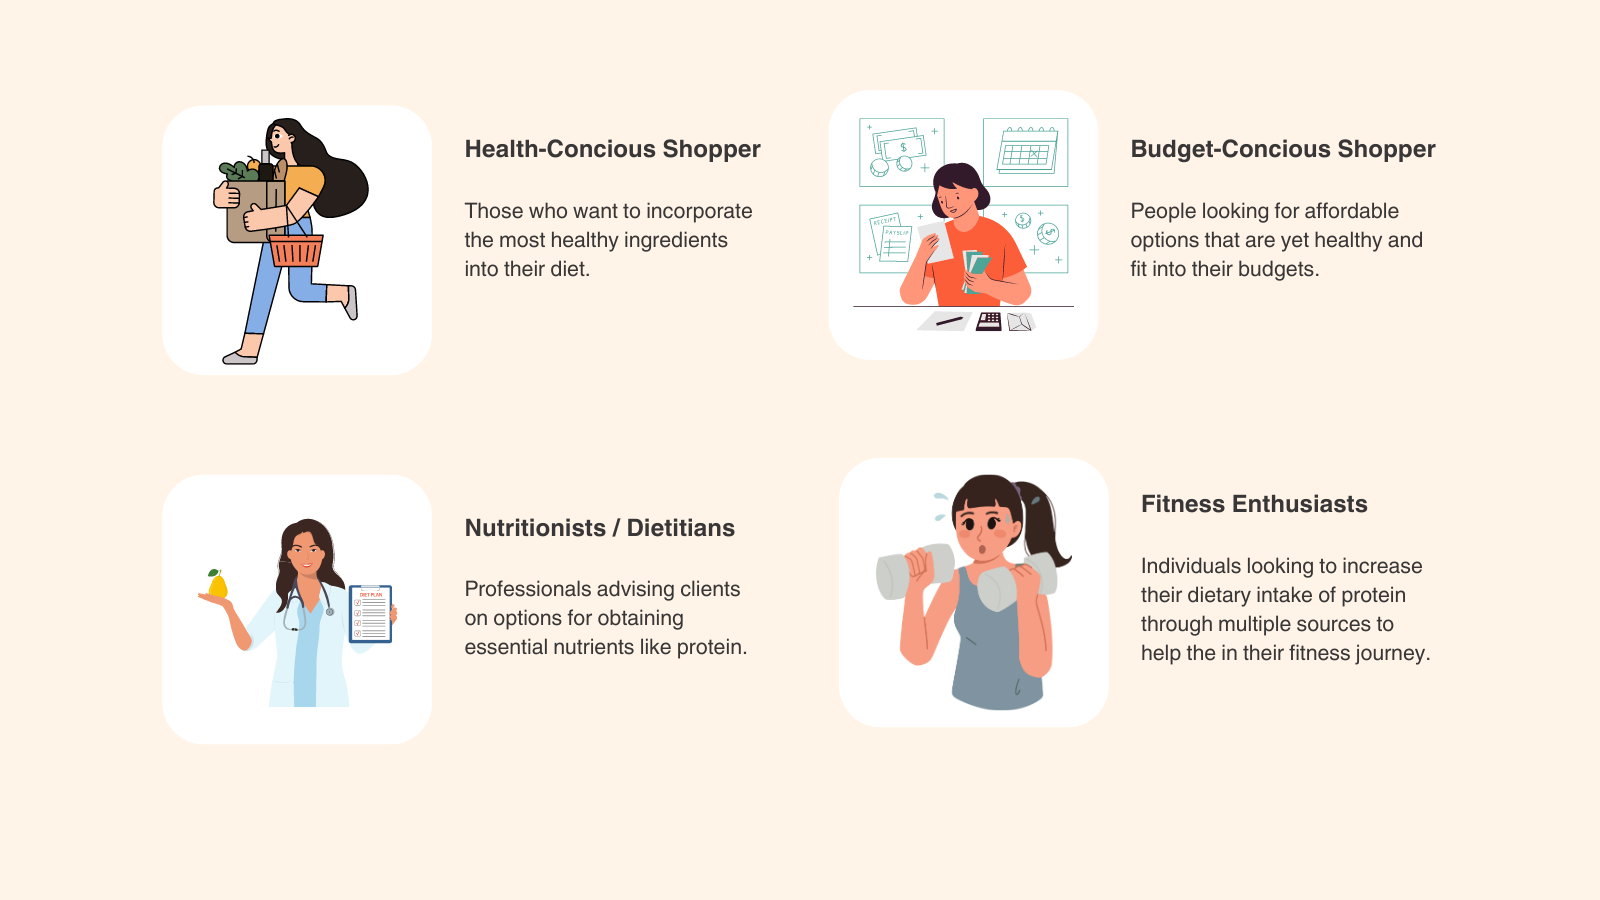 Health-Concious Shopper
Those who want to incorporate
the most healthy ingredients
into their diet.
$
RECEIPT
PAYSLIP
$
$
Budget-Concious Shopper
People looking for affordable
options that are yet healthy and
fit into their budgets.
DIET PLAN
Nutritionists / Dietitians
Professionals advising clients
on options for obtaining
essential nutrients like protein.
Fitness Enthusiasts
Individuals looking to increase
their dietary intake of protein
through multiple sources to
help the in their fitness journey.